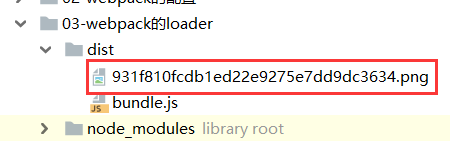 02-webpack的配置
03-webpack的loader
dist
931f810fcdb1ed22e9275e7dd9dc3634.png
bundle.js
node_modules library root